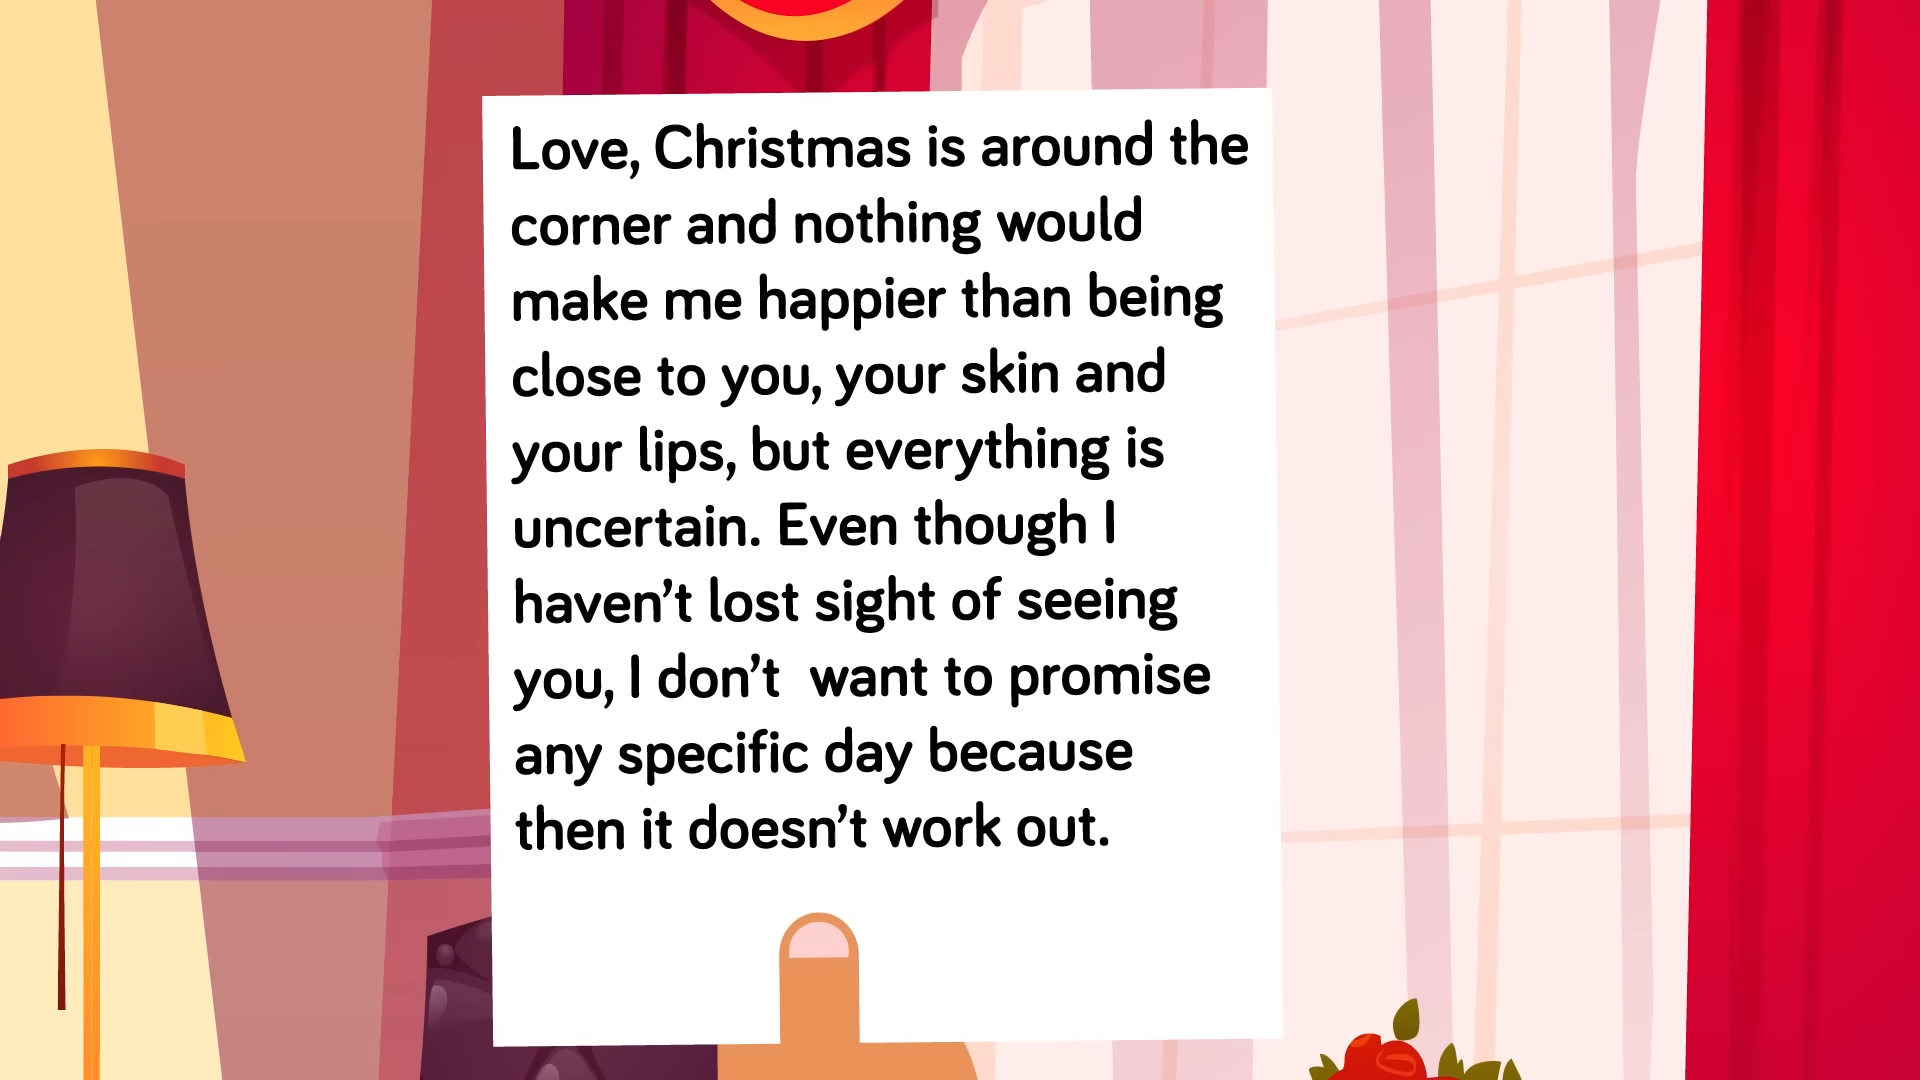 Love, Christmas is around the
corner and nothing would
make me happier than being
close to you, your skin and
your lips, but everything is
uncertain. Even though I
haven’t lost sight of seeing
you, I don’t  want to promise
any specific day because
then it doesn’t work out.